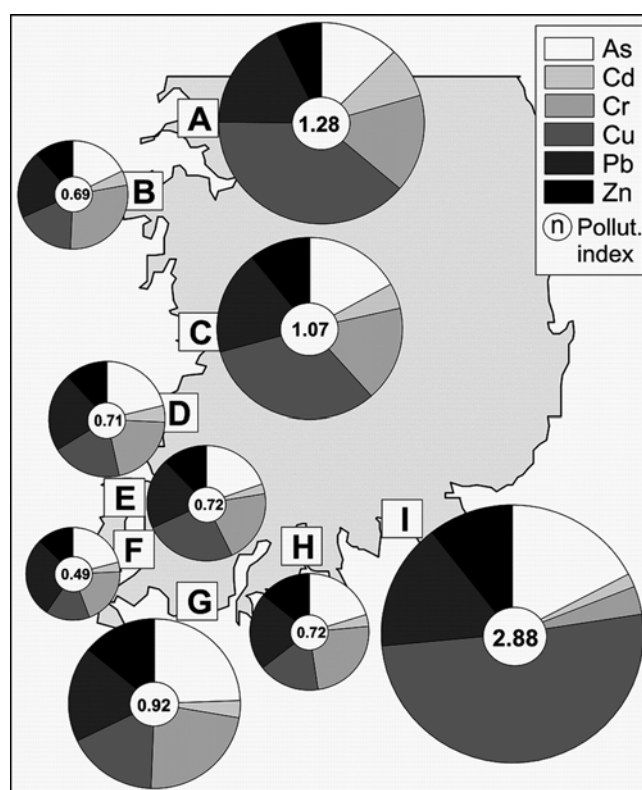 As
Cd
Cr
Cu
Pb
Zn
n Pollut.
index
A
1.28
B
0.69
C
1.07
D
0.71
E
0.72
F
0.49
G
0.92
H
0.72
I
2.88